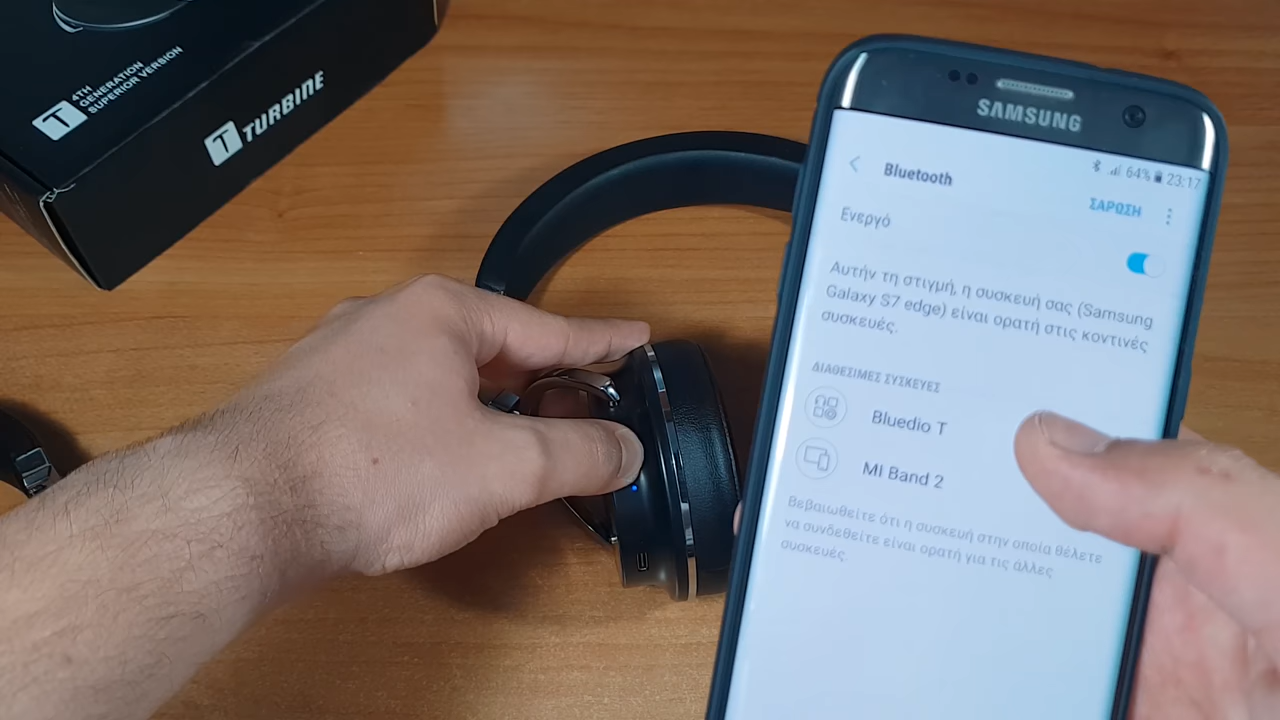 4TH
GENERATION
SUPERIOR VERSION
T
T TURBINE
SAMSUNG
64% 23:17
Bluetooth
ΣΑΡΩΣΗ
Ενεργό
Αυτήν τη στιγμή, η συσκευή σας (Samsung
Galaxy S7 edge) είναι ορατή στις κοντινές
συσκευές.
ΔΙΑΘΕΣΙΜΕΣ ΣΥΣΚΕΥΕΣ
Bluedio T
MI Band 2
Βεβαιωθείτε ότι η συσκευή στην οποία θέλετε
να συνδεθείτε είναι ορατή για τις άλλες
συσκευές.